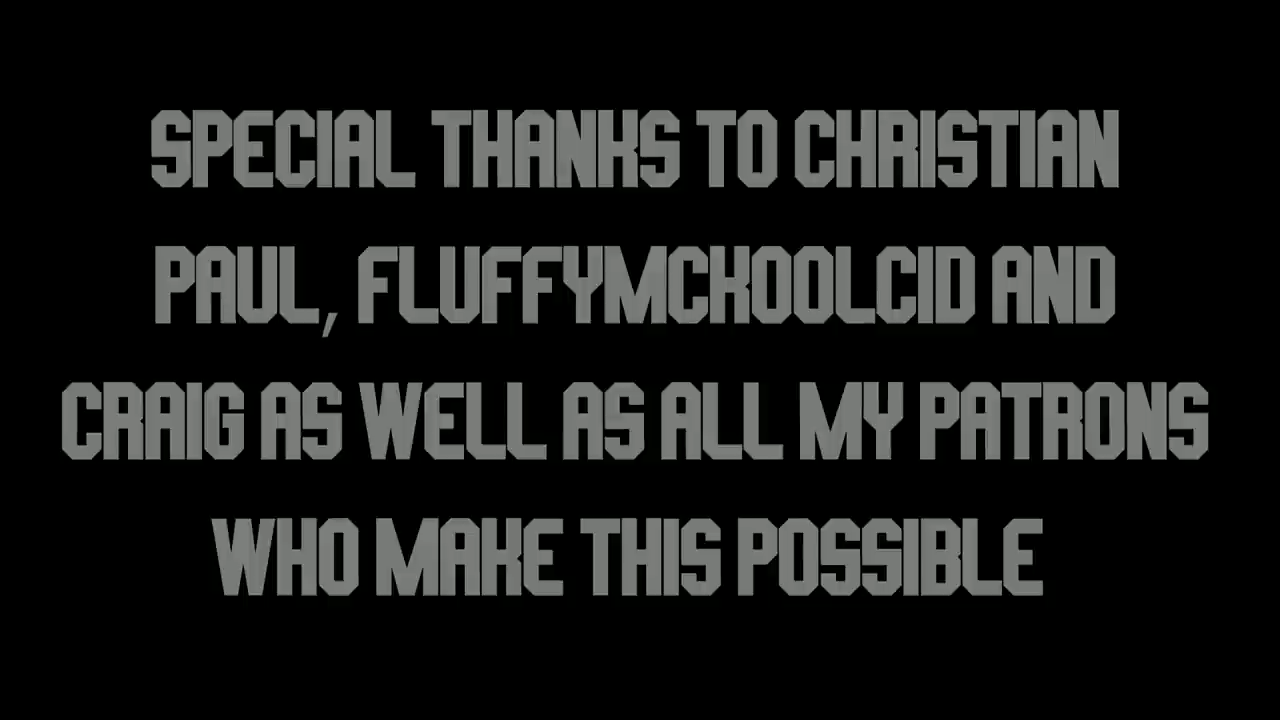 SPECIAL THANKS TO CHRISTIAN
PAUL, FLUFFYMCKOOLCID AND
CRAIG AS WELL AS ALL MY PATRONS
WHO MAKE THIS POSSIBLE